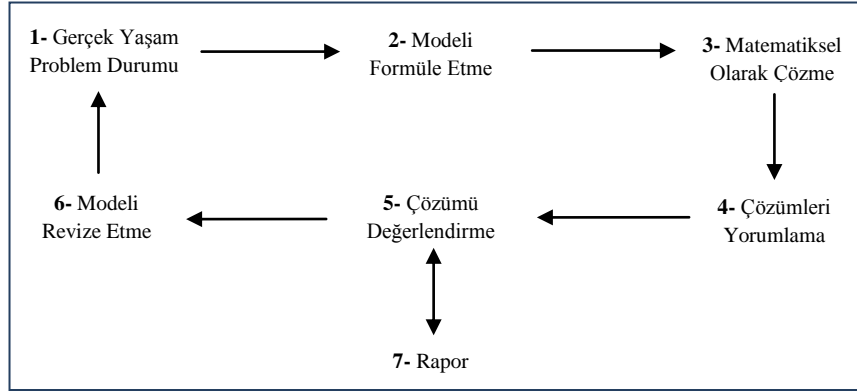 1- Gerçek Yaşam
Problem Durumu
2- Modeli
Formüle Etme
3- Matematiksel
Olarak Çözme
4- Çözümleri
Yorumlama
5- Çözümü
Değerlendirme
6- Modeli
Revize Etme
7- Rapor